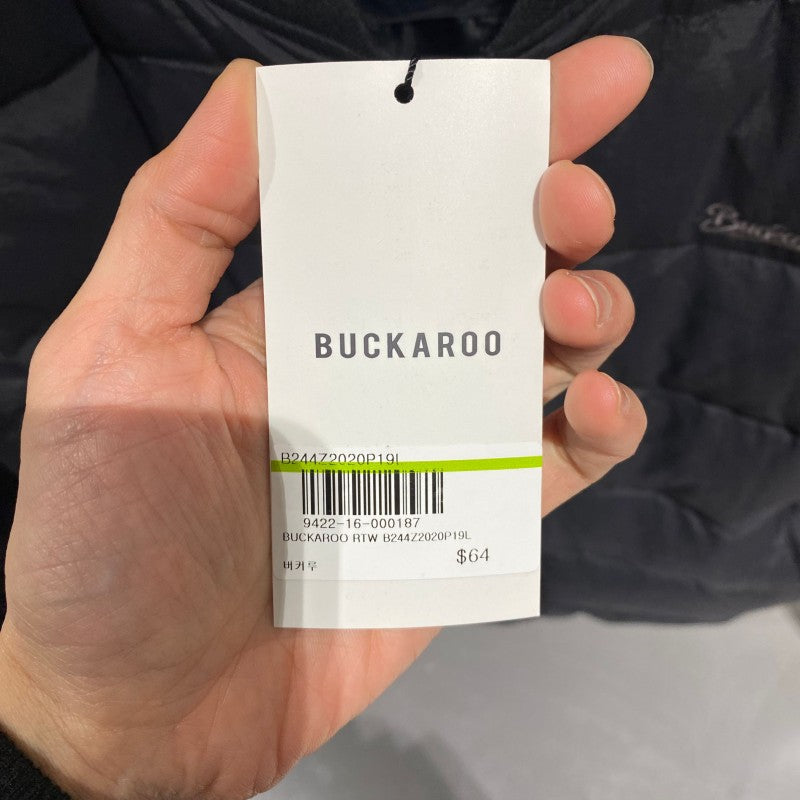 BUCKAROO
B244Z2020P19L
9422-16-000187
BUCKAROO RTW B244Z2020P19L
$64
버커루